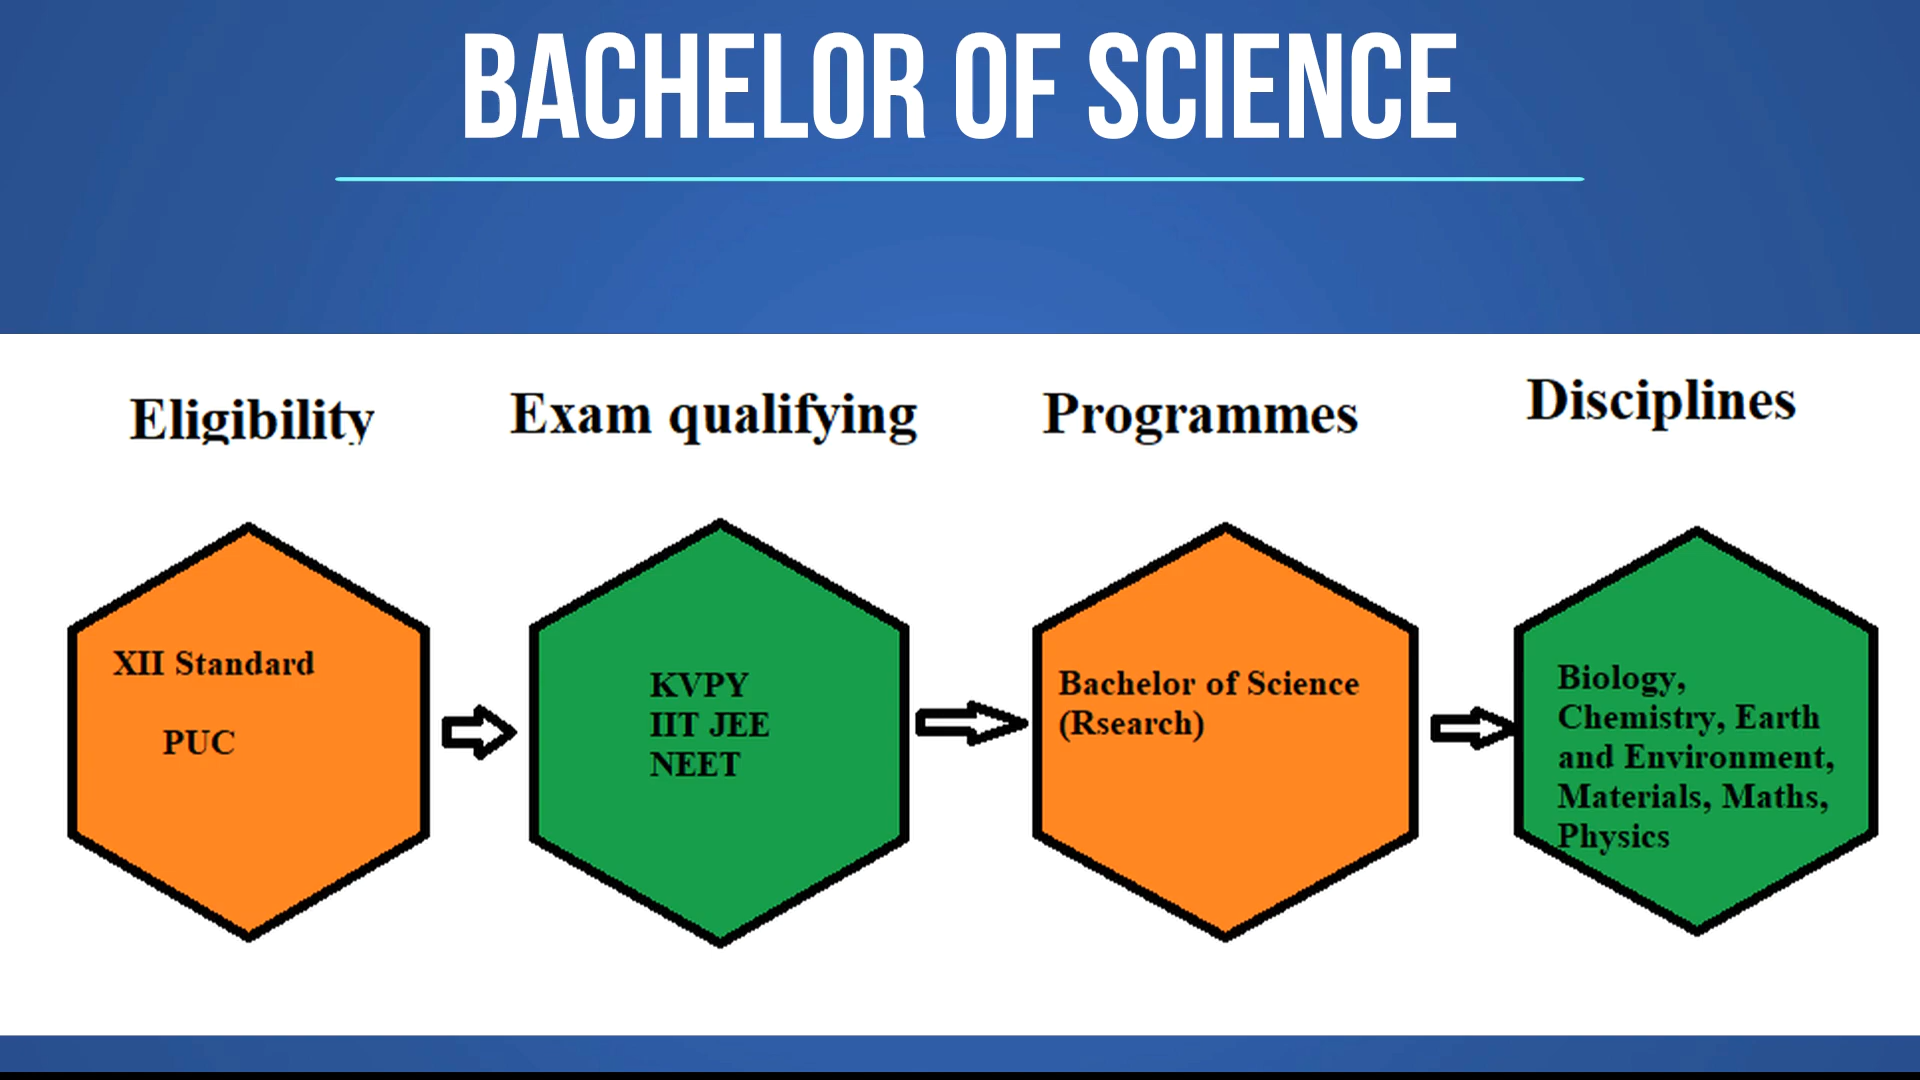 BACHELOR OF SCIENCE
Eligibility
Exam qualifying
Programmes
Disciplines
XII Standard
PUC
KVPY
IIT JEE
NEET
Bachelor of Science
(Rsearch)
Biology,
Chemistry, Earth
and Environment,
Materials, Maths,
Physics